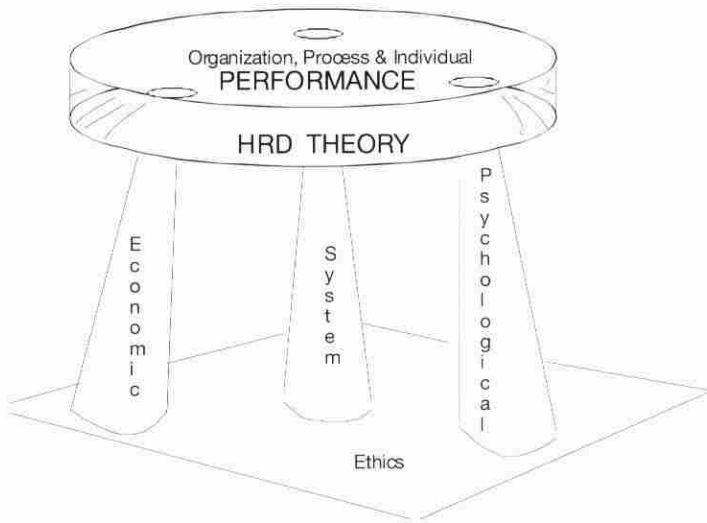 Organization, Process & Individual
PERFORMANCE
HRD THEORY
Economic
System
Psychological
Ethics